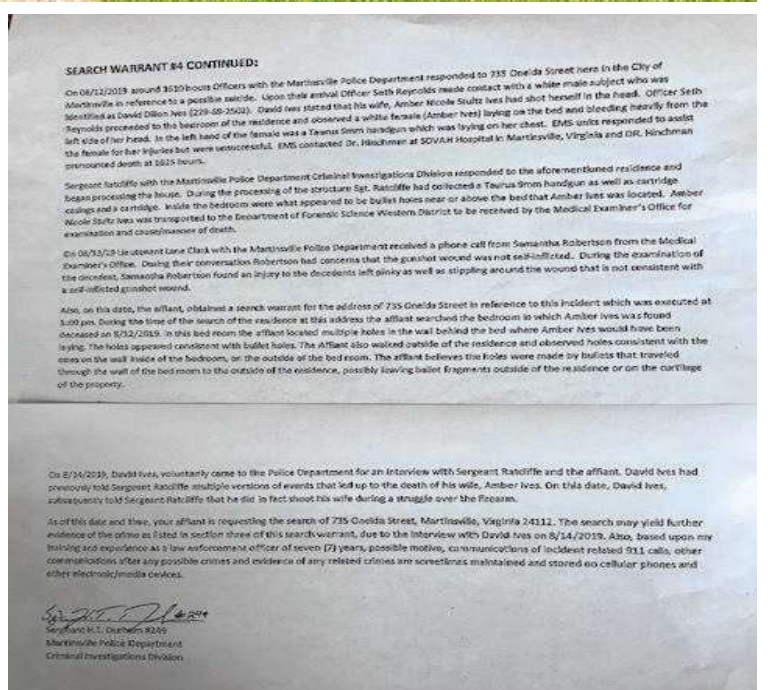 SEARCH WARRANT #4 CONTINUED:
On 08/12/2019 around 1510 hours Officers with the Martinsville Police Department responded to 735 Oneida Street here in the City of
Martinsville in reference to a possible suicide. Upon their arrival Officer Seth Reynolds made contact with a white male subject who was
identified as David Dillon Ives. David Ives stated that his wife, Amber Nicole Stultz Ives had shot herself in the head. Officer Seth
Reynolds proceeded to the bedroom of the residence and observed a white female (Amber Ives) laying on the bed and bleeding heavily from the
left side of her head. In the left hand of the female was a Taurus 9mm handgun which was laying on her chest. EMS units responded to assist
the female for her injuries but were unsuccessful. EMS contacted Dr. Hinchman at SOVAH Hospital in Martinsville, Virginia and DR. Hinchman
pronounced death at 1625 hours.
Sergeant Ratcliffe with the Martinsville Police Department Criminal Investigations Division responded to the aforementioned residence and
began processing the house. During the processing of the structure Sgt. Ratcliffe had collected a Taurus 9mm handgun as well as cartridge
casings and a cartridge. Inside the bedroom were what appeared to be bullet holes near or above the bed that Amber Ives was located. Amber
Nicole Stultz Ives was transported to the Department of Forensic Science Western District to be received by the Medical Examiner's Office for
examination and cause/manner of death.
On 08/13/19 Lieutenant Lane Clark with the Martinsville Police Department received a phone call from Samantha Robertson from the Medical
Examiner's Office. During their conversation Robertson had concerns that the gunshot wound was not self-inflicted. During the examination of
the decedent, Samantha Robertson found an injury to the decedents left pinky as well as stippling around the wound that is not consistent with
a self-inflicted gunshot wound.
Also, on this date, the affiant, obtained a search warrant for the address of 735 Oneida Street in reference to this incident which was executed at
5:00 pm. During the time of the search of the residence at this address the affiant searched the bedroom in which Amber Ives was found
deceased on 8/12/2019. In this bed room the affiant located multiple holes in the wall behind the bed where Amber Ives would have been
laying. The holes appeared consistent with bullet holes. The Affiant also walked outside of the residence and observed holes consistent with the
ones on the wall inside of the bedroom, on the outside of the bed room. The affiant believes the holes were made by bullets that traveled
through the wall of the bed room to the outside of the residence, possibly leaving bullet fragments outside of the residence or on the curtilage
of the property.
On 8/14/2019, David Ives, voluntarily came to the Police Department for an interview with Sergeant Ratcliffe and the affiant. David Ives had
previously told Sergeant Ratcliffe multiple versions of events that led up to the death of his wife, Amber Ives. On this date, David Ives,
subsequently told Sergeant Ratcliffe that he did in fact shoot his wife during a struggle over the firearm.
As of this date and time, your affiant is requesting the search of 735 Oneida Street, Martinsville, Virginia 24112. The search may yield further
evidence of the crime as listed in section three of this search warrant, due to the interview with David Ives on 8/14/2019. Also, based upon my
training and experience as a law enforcement officer of seven (7) years, possible motive, communications of incident related 911 calls, other
communications after any possible crimes and evidence of any related crimes are sometimes maintained and stored on cellular phones and
other electronic/media devices.
Sergeant H.T. Durham #249
Martinsville Police Department
Criminal Investigations Division